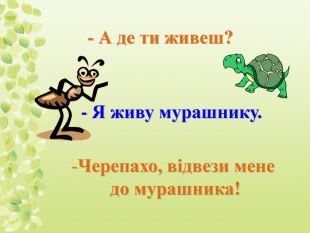 - А де ти живеш?
- Я живу мурашнику.
-Черепахо, відвези мене
до мурашника!